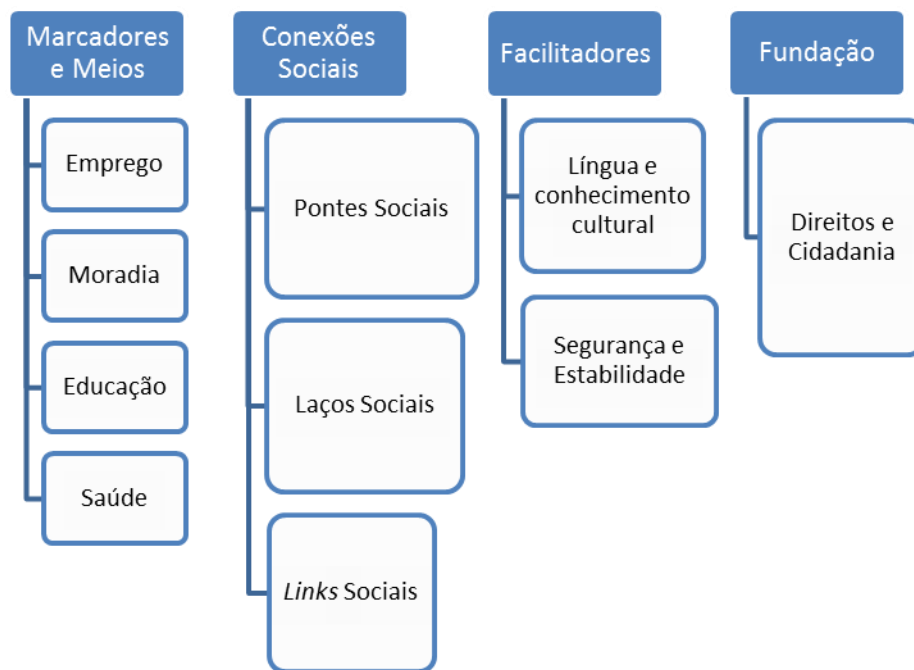 Marcadores
e Meios
Emprego
Moradia
Educação
Saúde
Conexões
Sociais
Pontes Sociais
Laços Sociais
Links Sociais
Facilitadores
Língua e
conhecimento
cultural
Segurança e
Estabilidade
Fundação
Direitos e
Cidadania